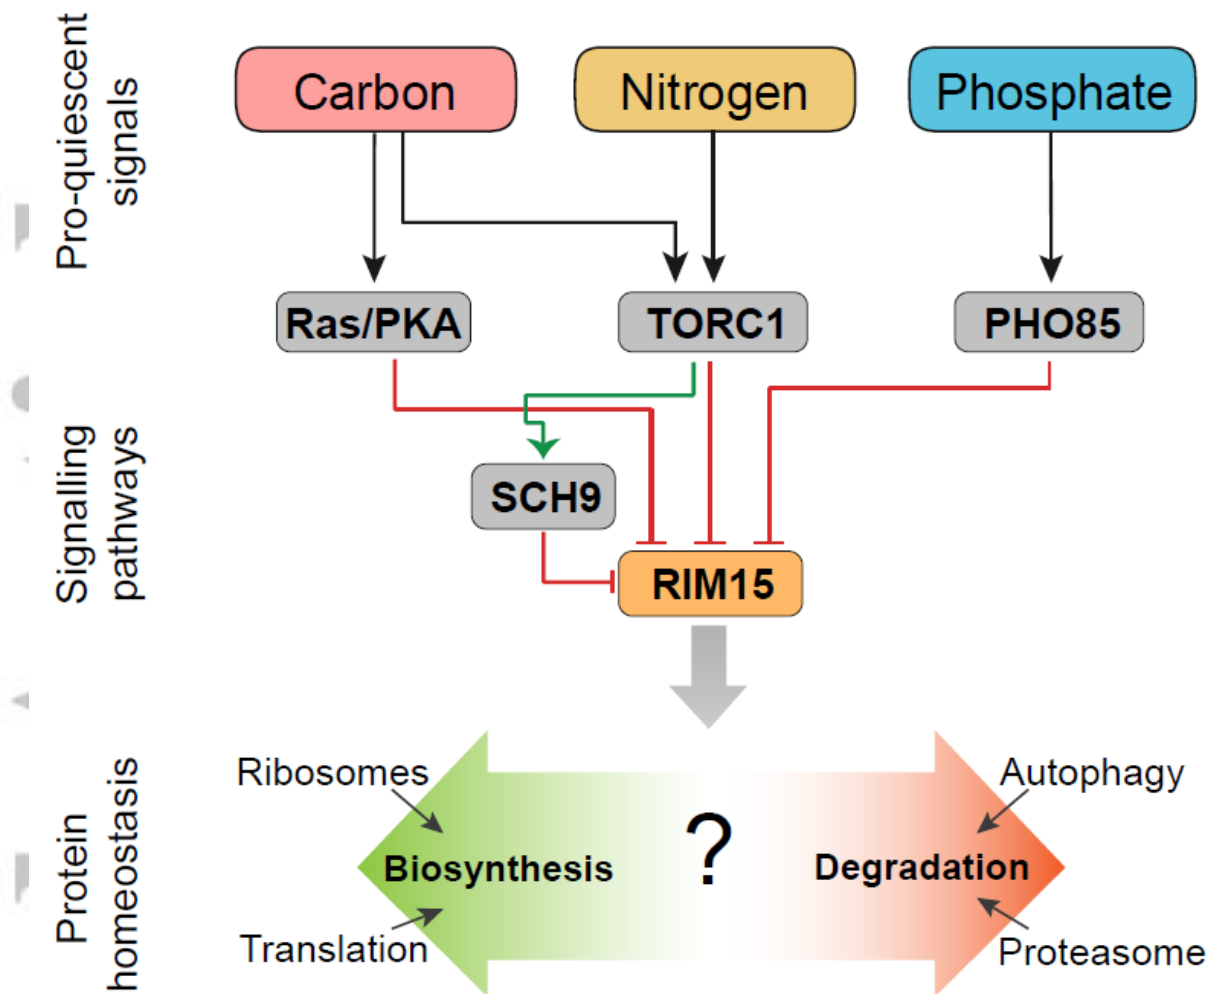 Pro-quiescent
signals
Carbon
Nitrogen
Phosphate
Signalling
pathways
Ras/PKA
TORC1
PHO85
SCH9
RIM15
Protein
homeostasis
Ribosomes
Autophagy
?
Biosynthesis
Degradation
Translation
Proteasome